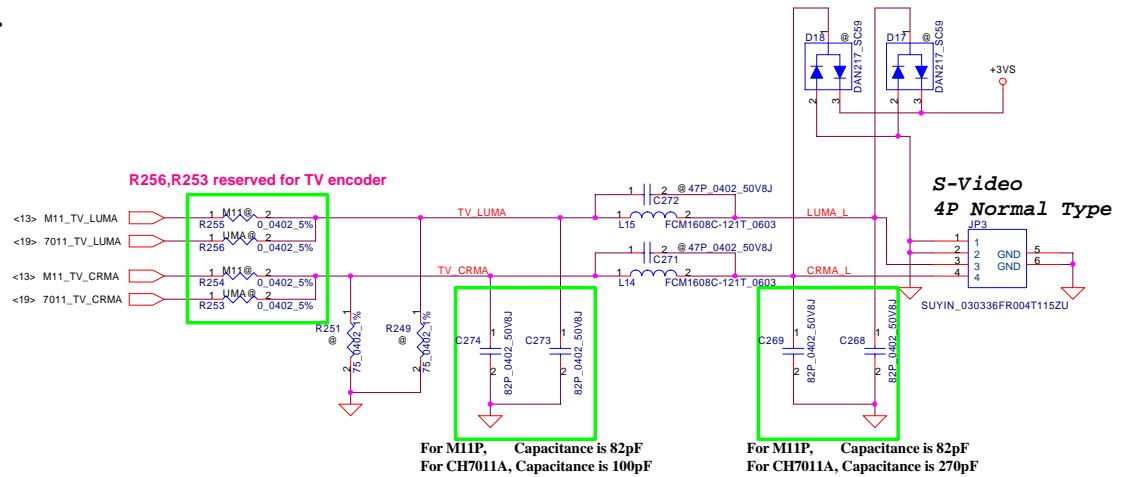 D18
@
DAN217_SC59
D17
@
DAN217_SC59
+3VS
2
3
2
3
R256,R253 reserved for TV encoder
S-Video
4P Normal Type
<13> M11_TV_LUMA
1 M11@ 2
R255 0_0402_5%
<19> 7011_TV_LUMA
1 UMA@ 2
R256 0_0402_5%
<13> M11_TV_CRMA
1 M11@ 2
R254 0_0402_5%
<19> 7011_TV_CRMA
1 UMA@ 2
R253 0_0402_5%
TV_LUMA
1 2 @ 47P_0402_50V8J
C272
1 2
L15 FCM1608C-121T_0603
LUMA_L
TV_CRMA
1 2 @ 47P_0402_50V8J
C271
1 2
L14 FCM1608C-121T_0603
CRMA_L
JP3
1 1
2 2
3 3
4 4
GND 5
GND 6
SUYIN_030336FR004T115ZU
R251
@
1
2
75_0402_1%
R249
@
1
2
75_0402_1%
C274
1
2
82P_0402_50V8J
C273
1
2
82P_0402_50V8J
C269
1
2
82P_0402_50V8J
C268
1
2
82P_0402_50V8J
For M11P, Capacitance is 82pF
For CH7011A, Capacitance is 100pF
For M11P, Capacitance is 82pF
For CH7011A, Capacitance is 270pF